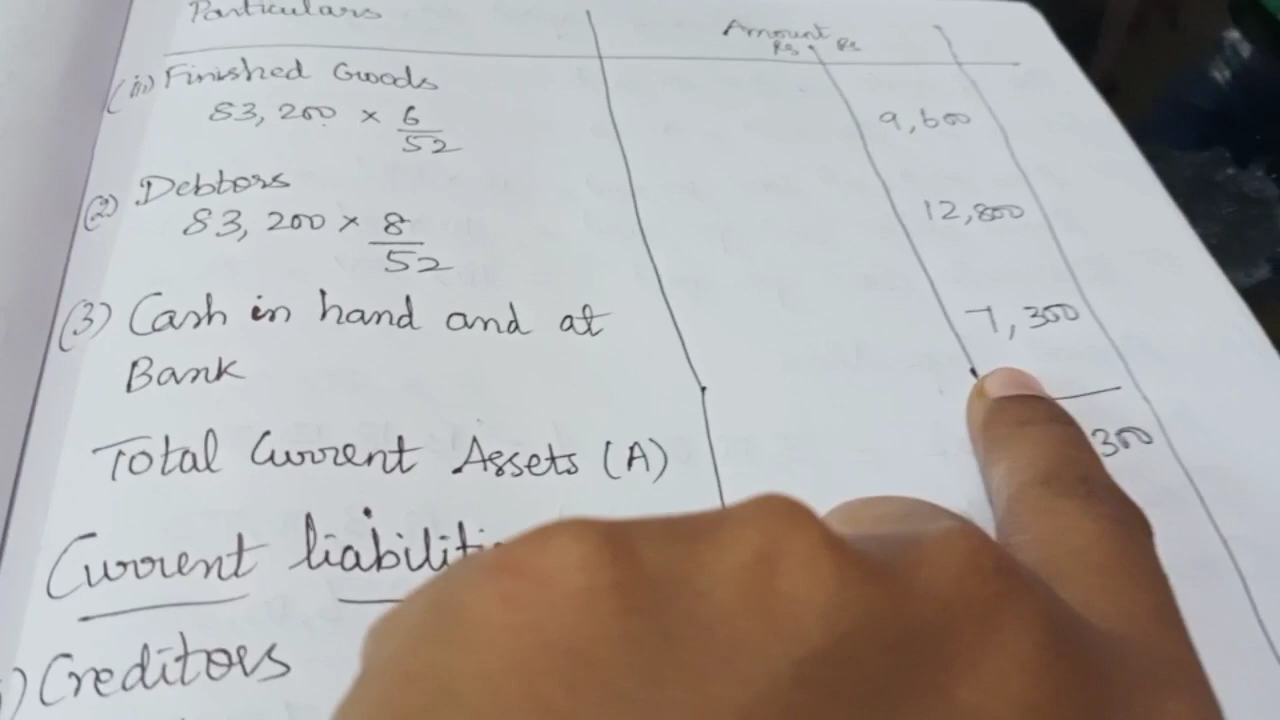 Particulars
Amount
Rs Rs
(ii) Finished Goods
83,200 × 6/52
9,600
(2) Debtors
83,200 × 8/52
12,800
(3) Cash in hand and at
Bank
7,300
Total Current Assets (A)
300
Current
Creditors